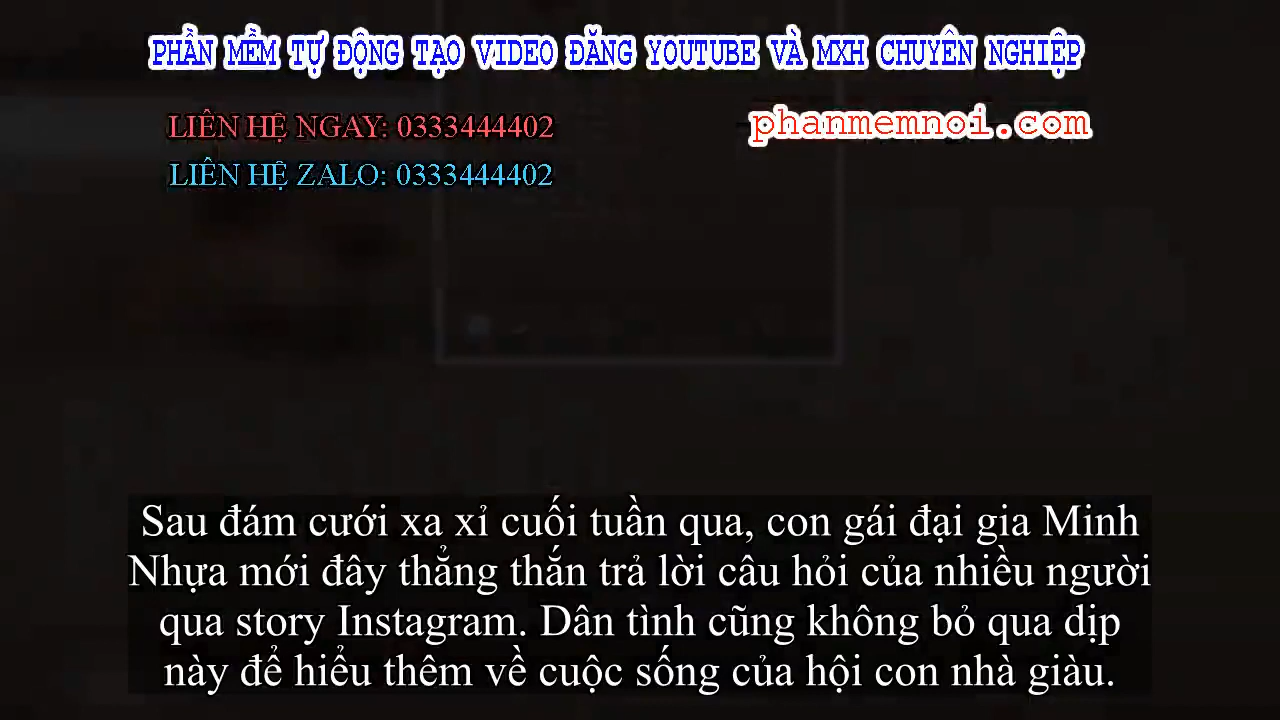 PHẦN MỀM TỰ ĐỘNG TẠO VIDEO ĐĂNG YOUTUBE VÀ MXH CHUYÊN NGHIỆP
LIÊN HỆ NGAY: 0333444402
phanmemnoi.com
LIÊN HỆ ZALO: 0333444402
Sau đám cưới xa xỉ cuối tuần qua, con gái đại gia Minh
Nhựa mới đây thẳng thắn trả lời câu hỏi của nhiều người
qua story Instagram. Dân tình cũng không bỏ qua dịp
này để hiểu thêm về cuộc sống của hội con nhà giàu.